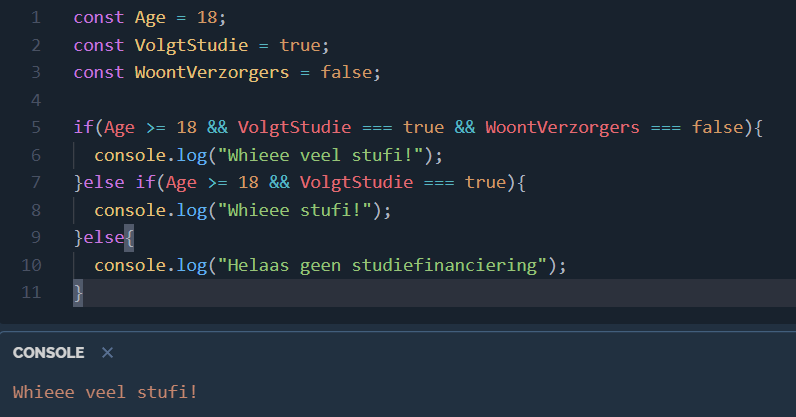 1 const Age = 18;
2 const VolgtStudie = true;
3 const WoontVerzorgers = false;
4
5 if(Age >= 18 && VolgtStudie === true && WoontVerzorgers === false){
6   console.log("Whieee veel stufi!");
7 }else if(Age >= 18 && VolgtStudie === true){
8   console.log("Whieee stufi!");
9 }else{
10   console.log("Helaas geen studiefinanciering");
11 }
CONSOLE ×
Whieee veel stufi!